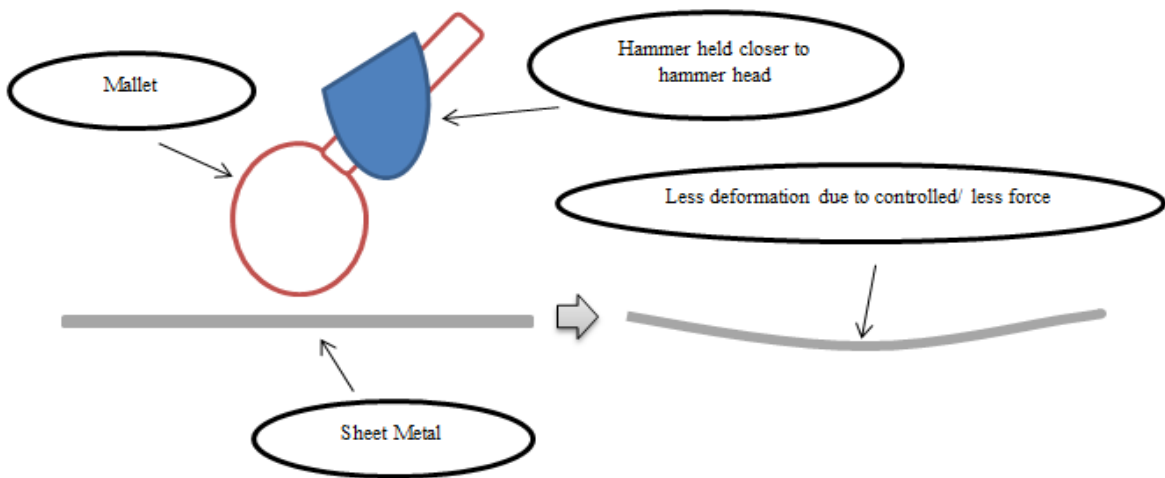 Mallet
Hammer held closer to
hammer head
Less deformation due to controlled/ less force
Sheet Metal